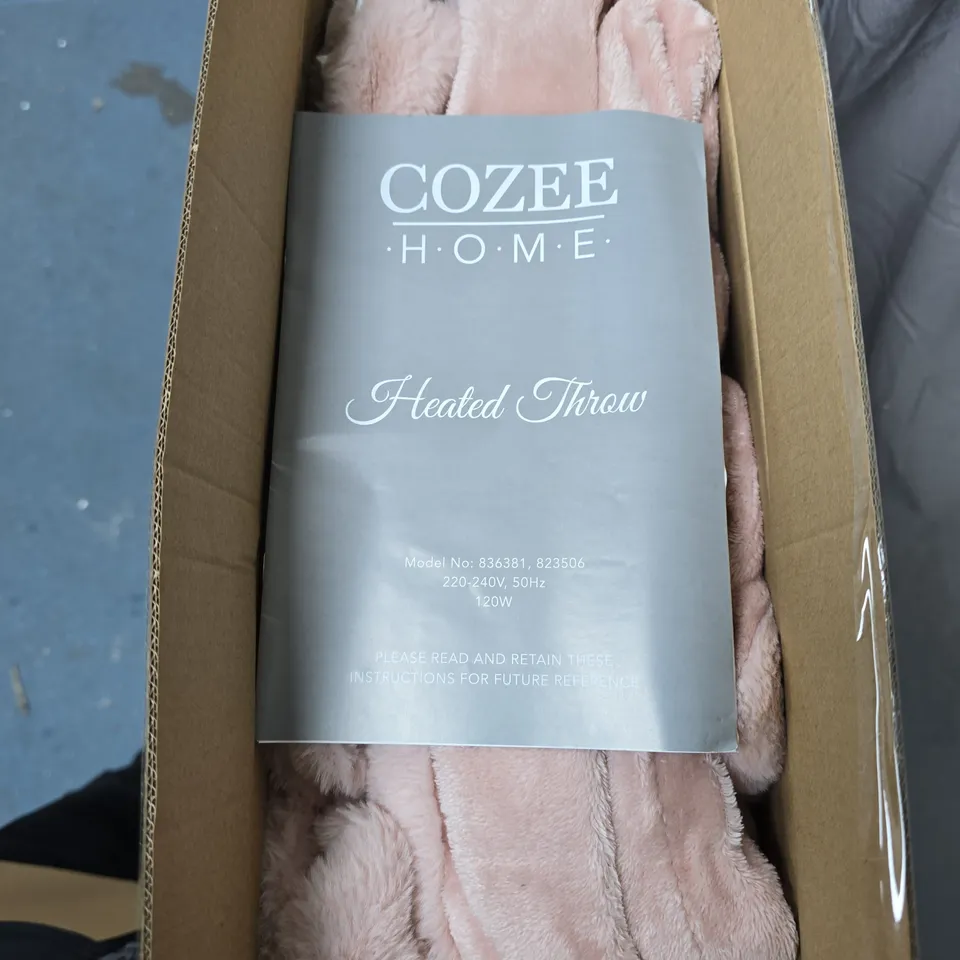 COZEE
·H·O·M·E·
Heated Throw
Model No: 836381, 823506
220-240V, 50Hz
120W
PLEASE READ AND RETAIN THESE
INSTRUCTIONS FOR FUTURE REFERENCE